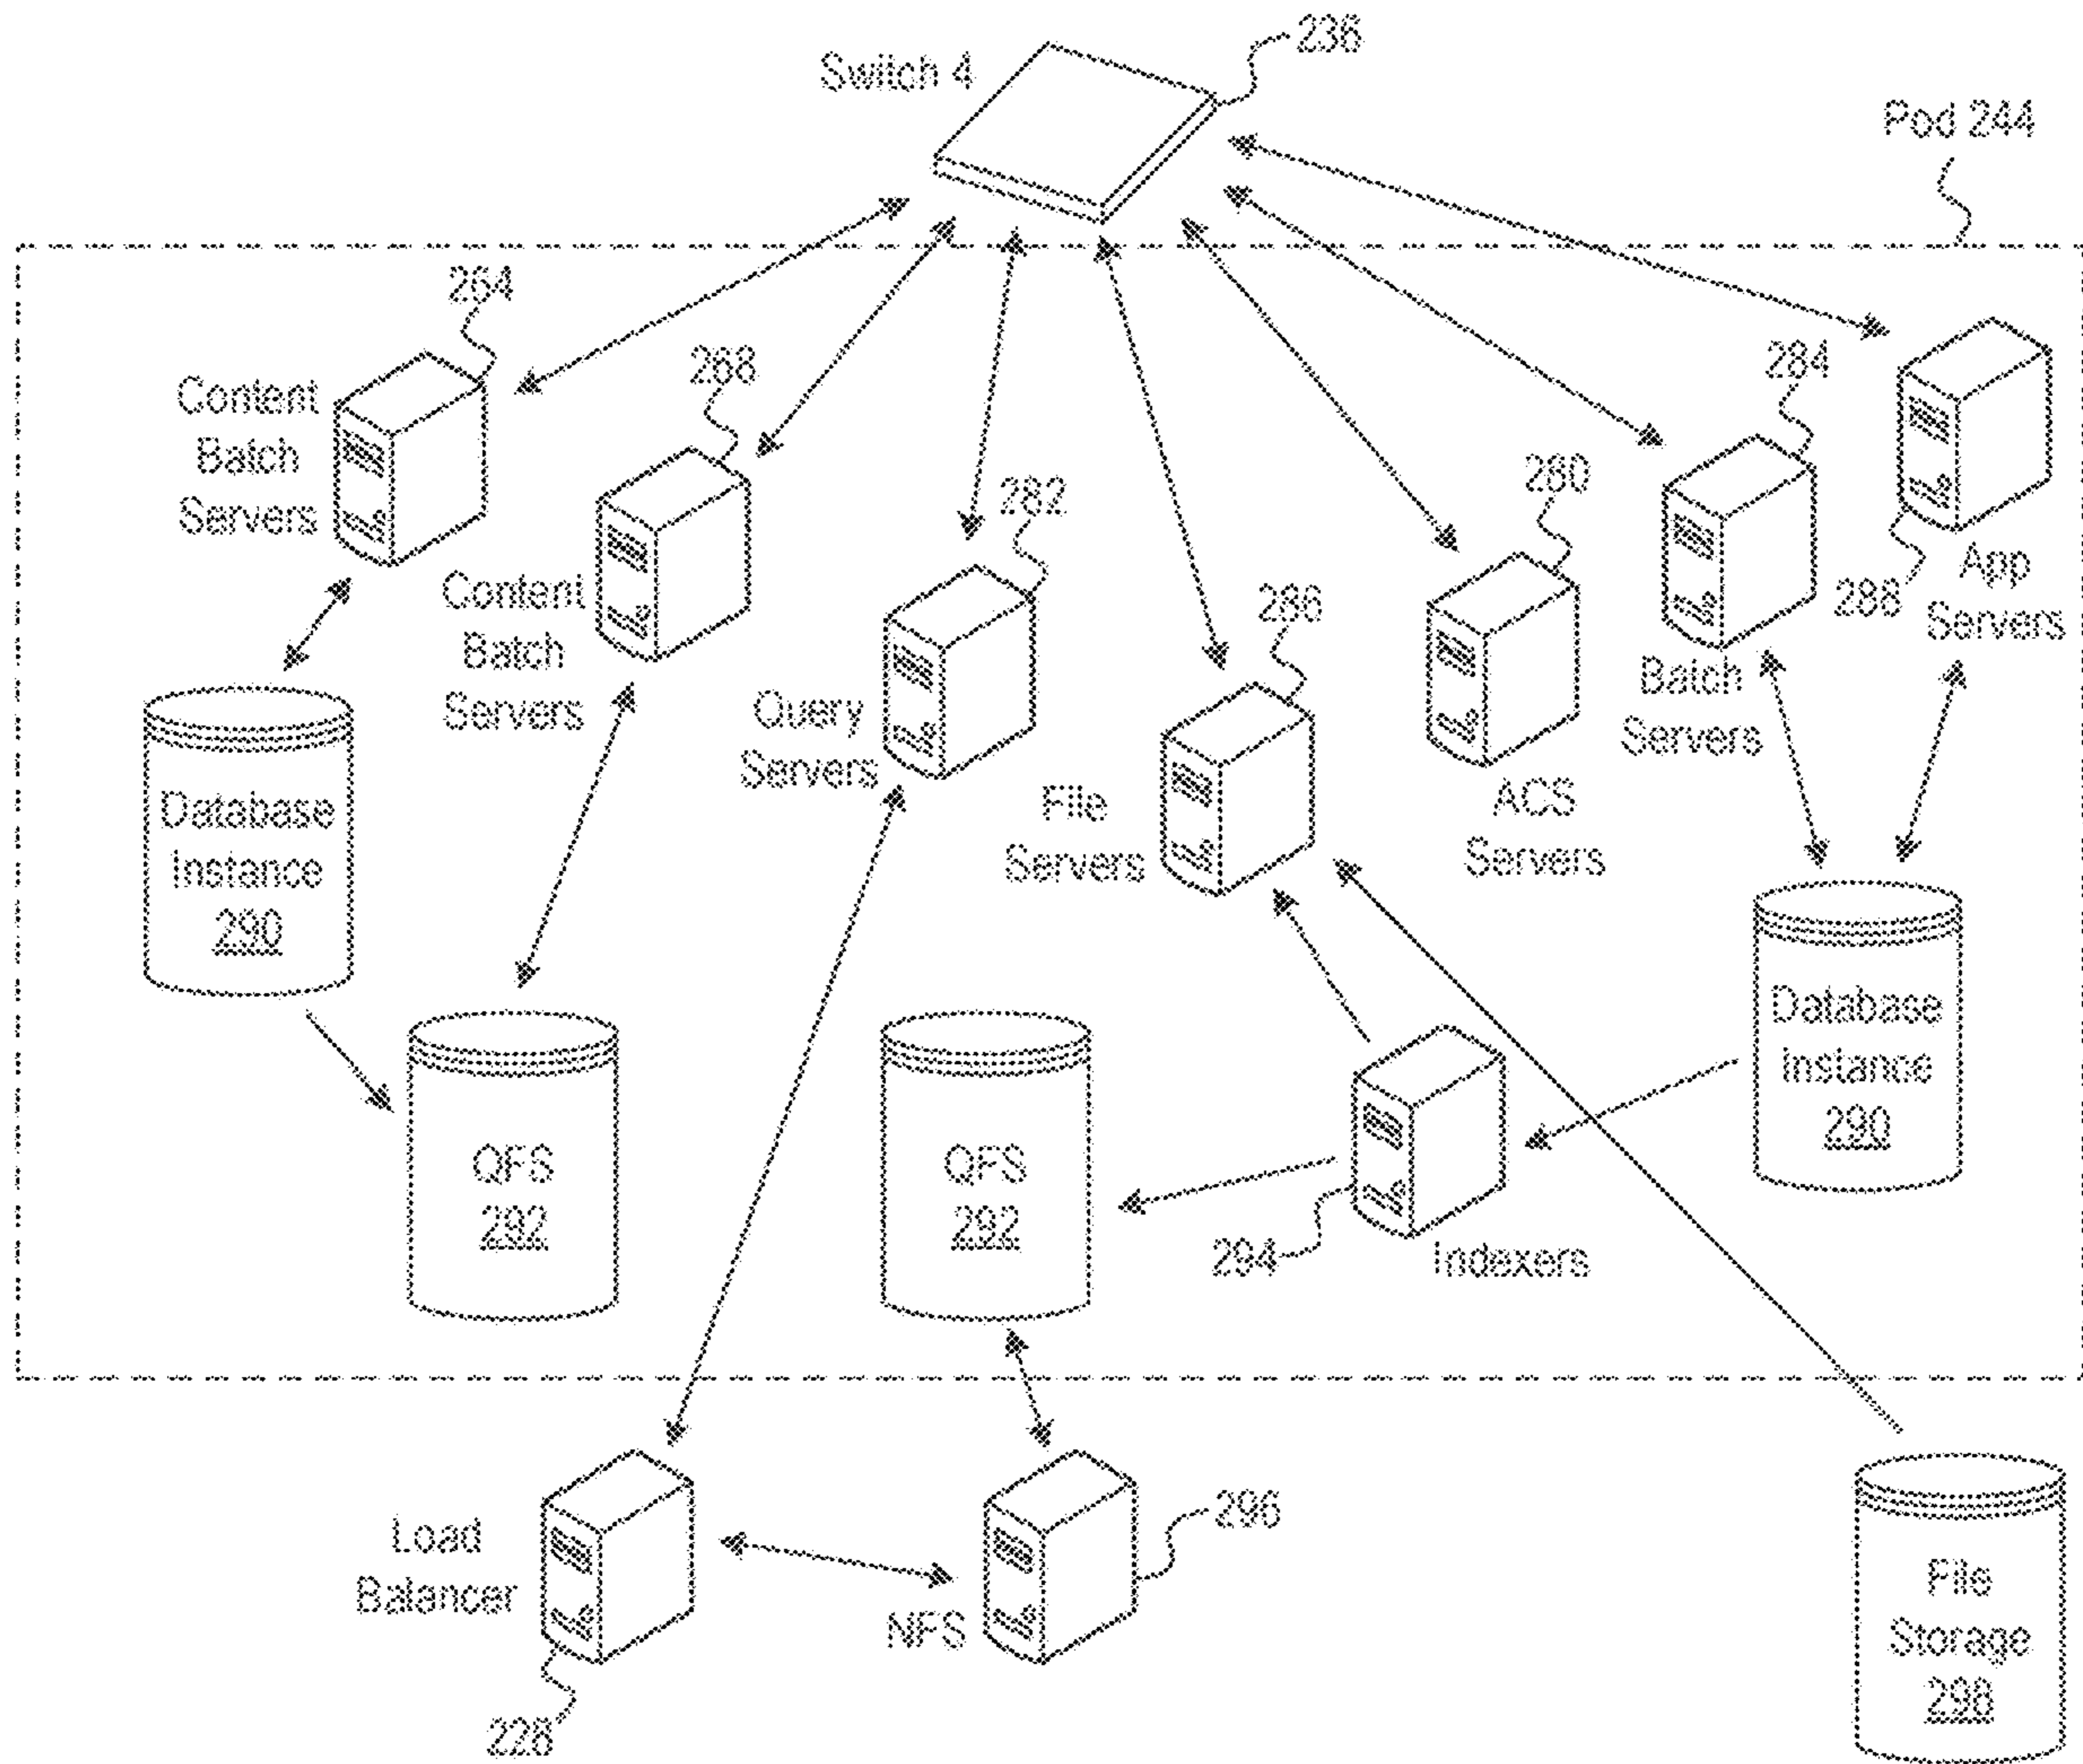 236
Switch 4
Pod 244
264
268
284
Content
Batch
Servers
280
282
Content
Batch
Servers
286
288
App
Servers
Query
Servers
Batch
Servers
File
Servers
ACS
Servers
Database
Instance
290
Database
Instance
290
QFS
292
QFS
292
294
Indexers
296
Load
Balancer
NFS
File
Storage
298
228